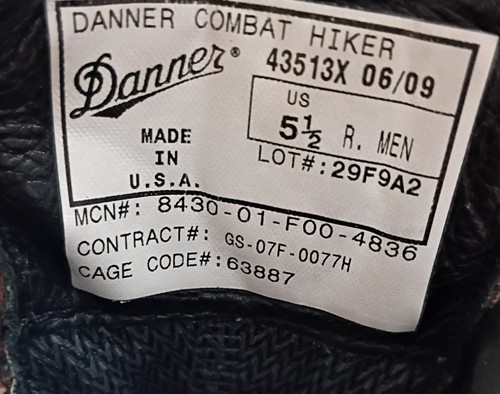 DANNER COMBAT HIKER
Danner®
43513X 06/09
US
5½ R. MEN
MADE
IN
U.S.A.
LOT#:29F9A2
MCN#: 8430-01-F00-4836
CONTRACT#: GS-07F-0077H
CAGE CODE#:63887